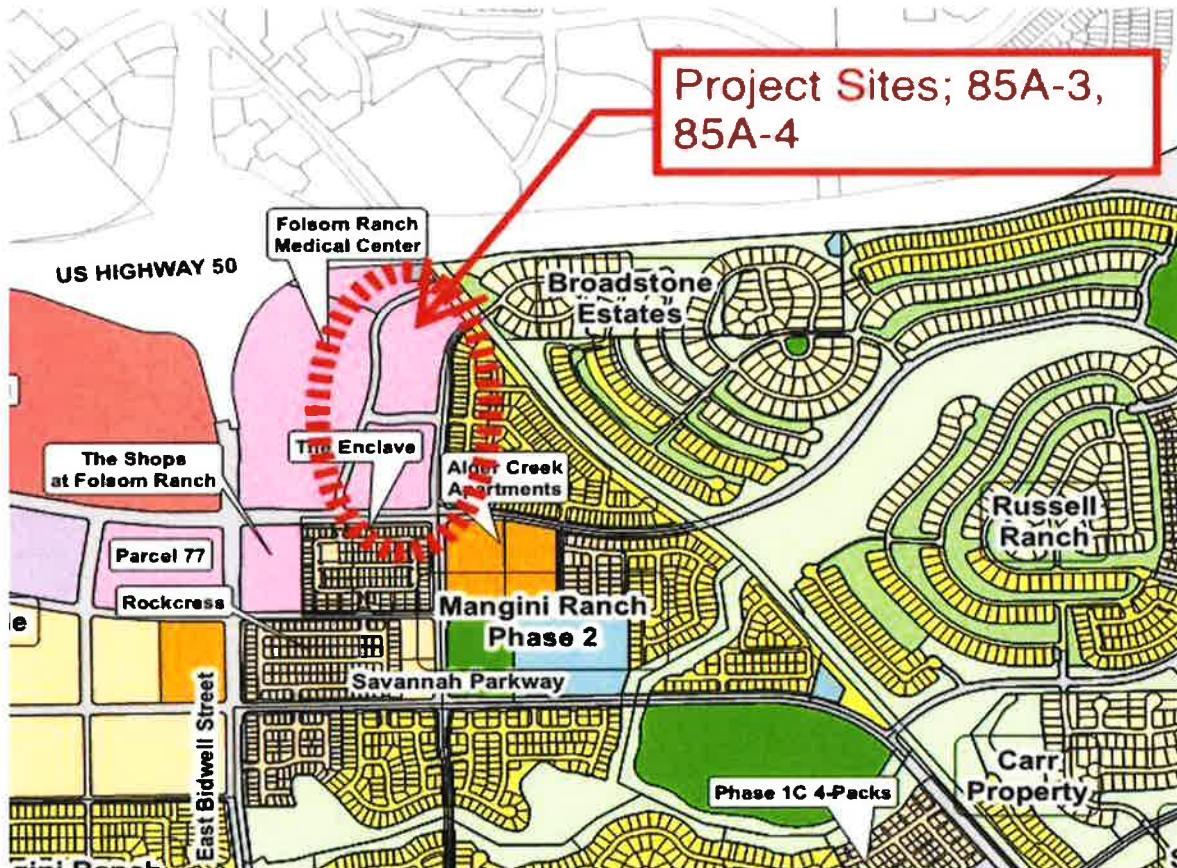 Project Sites; 85A-3,
85A-4
Folsom Ranch
Medical Center
US HIGHWAY 50
Broadstone
Estates
The Enclave
The Shops
at Folsom Ranch
Alder Creek
Apartments
Russell
Ranch
Parcel 77
Rockcress
Mangini Ranch
Phase 2
Savannah Parkway
East Bidwell Street
Carr
Property
Phase 1C 4-Packs